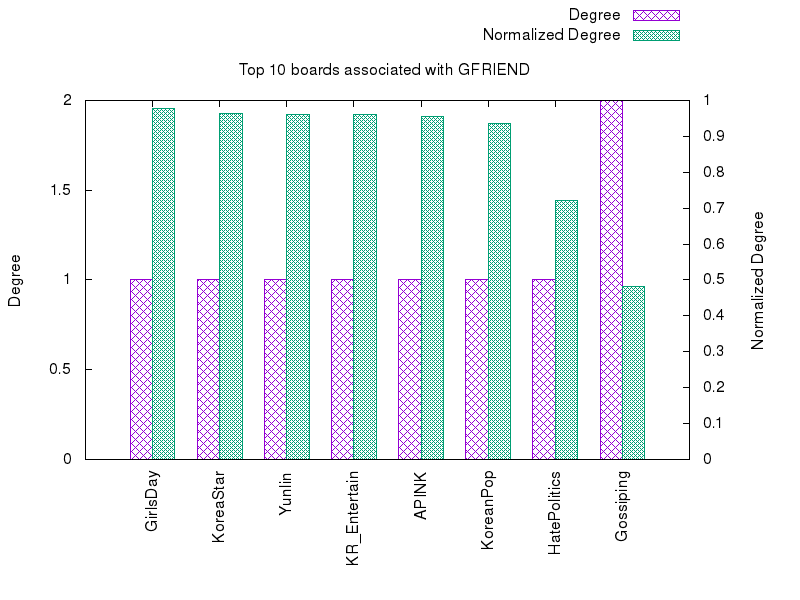 Degree
Normalized Degree
Top 10 boards associated with GFRIEND
2
1.5
1
0.5
0
1
0.9
0.8
0.7
0.6
0.5
0.4
0.3
0.2
0.1
0
Degree
Normalized Degree
GirlsDay
KoreaStar
Yunlin
KR_Entertain
APINK
KoreanPop
HatePolitics
Gossiping